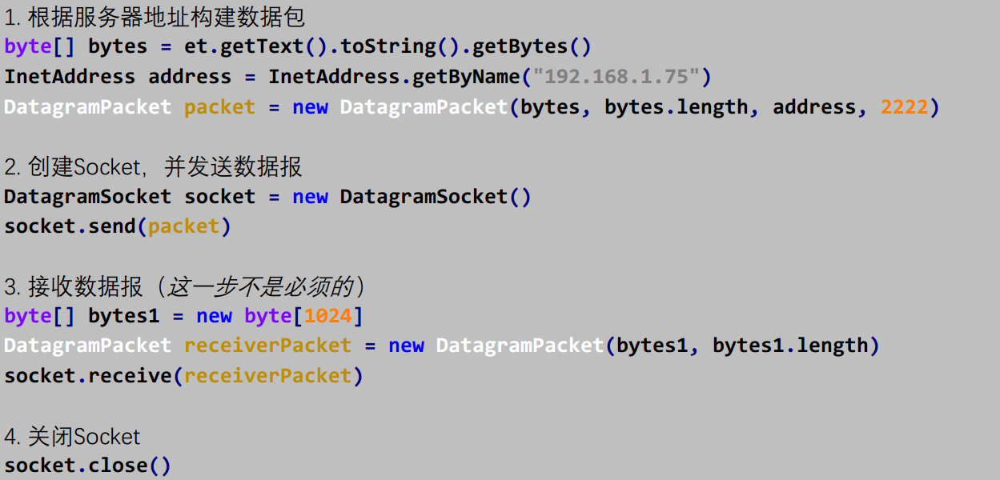 1. 根据服务器地址构建数据包
byte[] bytes = et.getText().toString().getBytes()
InetAddress address = InetAddress.getByName("192.168.1.75")
DatagramPacket packet = new DatagramPacket(bytes, bytes.length, address, 2222)
2. 创建Socket，并发送数据报
DatagramSocket socket = new DatagramSocket()
socket.send(packet)
3. 接收数据报（这一步不是必须的）
byte[] bytes1 = new byte[1024]
DatagramPacket receiverPacket = new DatagramPacket(bytes1, bytes1.length)
socket.receive(receiverPacket)
4. 关闭Socket
socket.close()